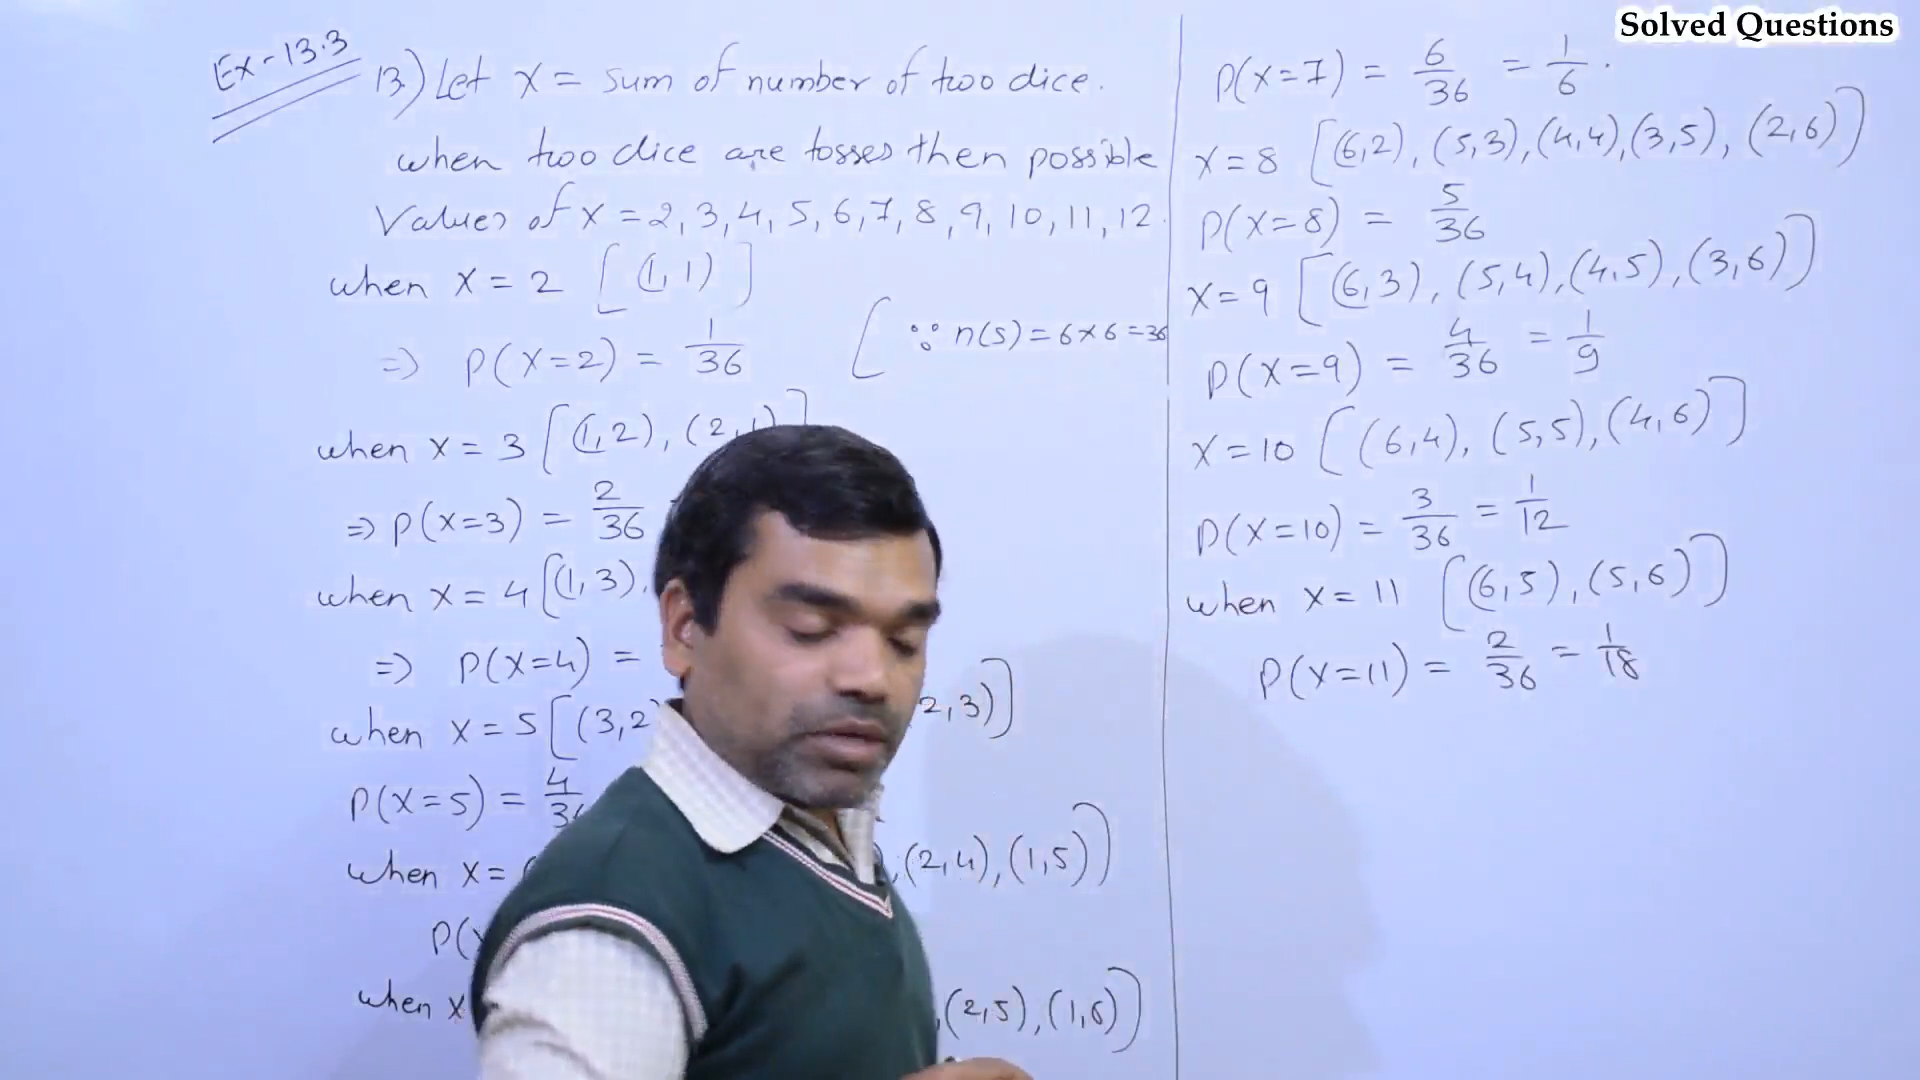 Solved Questions
Ex-13.3
13.) Let X = sum of number of two dice.
when two dice are tosses then possible
Values of X = 2, 3, 4, 5, 6, 7, 8, 9, 10, 11, 12.
when X = 2 [(1,1)]
=> P(X=2) = 1/36 [∵ n(s) = 6×6 = 36
when X = 3 [(1,2), (2,1)]
=> P(X=3) = 2/36
when X = 4 [(1,3),
=> P(X=4) =
when X = 5 [(3,2) 2,3)]
P(X=5) = 4/36
when X = , (2,4), (1,5)]
P(X
when X , (2,5), (1,6)]
P(X=7) = 6/36 = 1/6.
X = 8 [(6,2), (5,3), (4,4), (3,5), (2,6)]
P(X=8) = 5/36
X = 9 [(6,3), (5,4), (4,5), (3,6)]
P(X=9) = 4/36 = 1/9
X = 10 [(6,4), (5,5), (4,6)]
P(X=10) = 3/36 = 1/12
when X = 11 [(6,5), (5,6)]
P(X=11) = 2/36 = 1/18